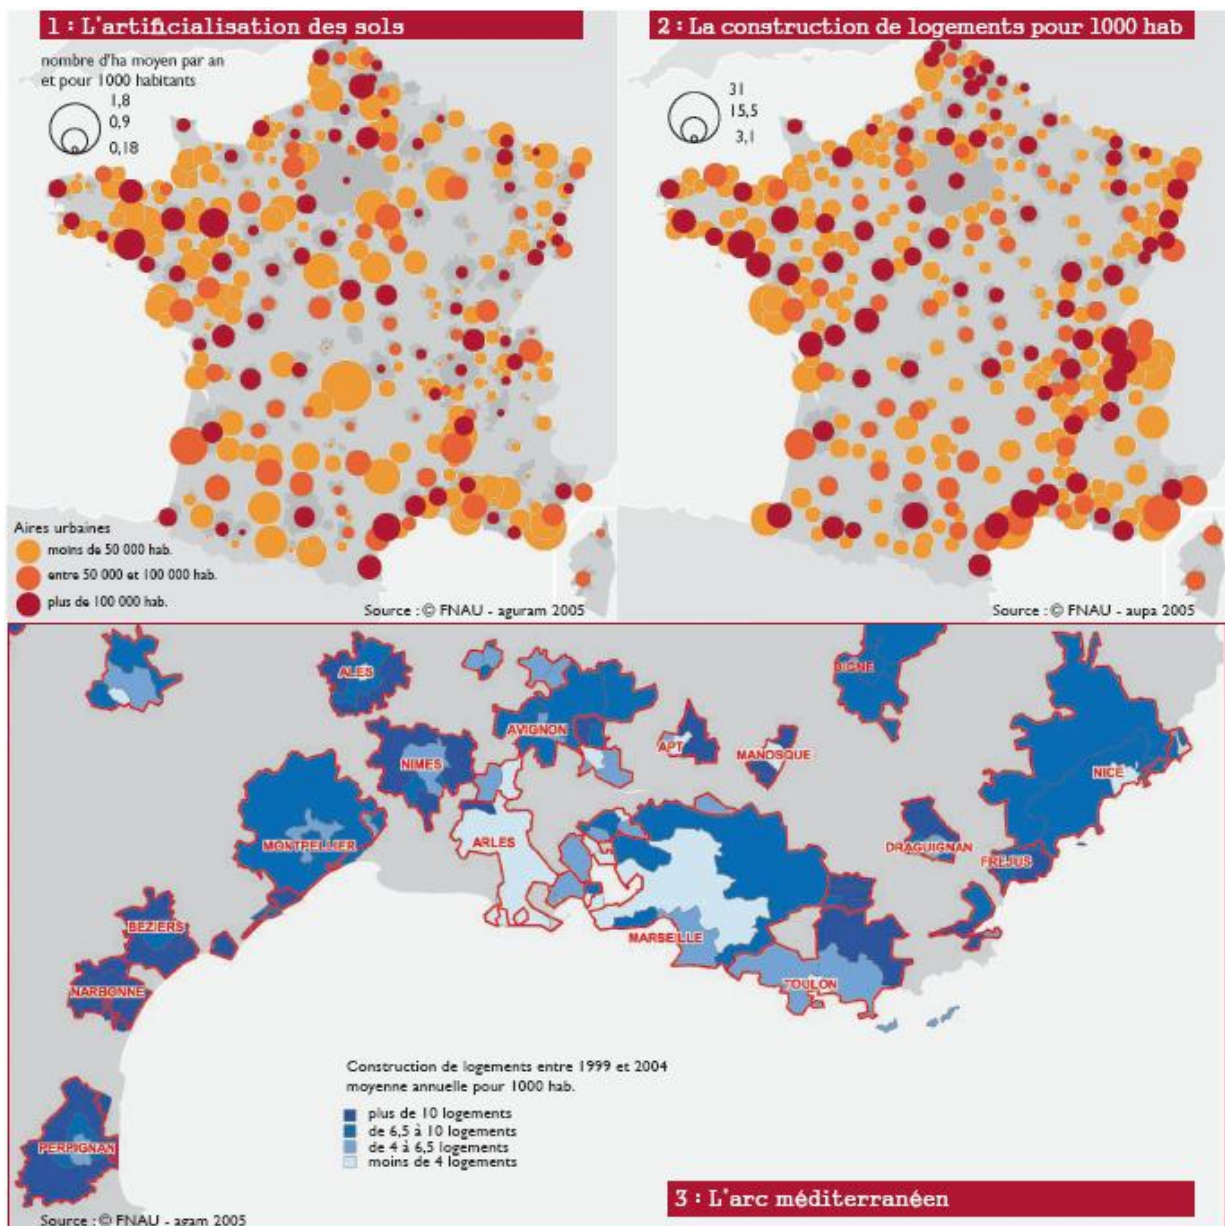 1 : L'artificialisation des sols
nombre d'ha moyen par an
et pour 1000 habitants
1,8
0,9
0,18
Aires urbaines
moins de 50 000 hab.
entre 50 000 et 100 000 hab.
plus de 100 000 hab.
Source : © FNAU - aguram 2005
2 : La construction de logements pour 1000 hab
31
15,5
3,1
Source : © FNAU - aupa 2005
ALES
DIGNE
AVIGNON
APT
MANOSQUE
NIMES
NICE
ARLES
MONTPELLIER
DRAGUIGNAN
FREJUS
BEZIERS
MARSEILLE
TOULON
NARBONNE
PERPIGNAN
Construction de logements entre 1999 et 2004
moyenne annuelle pour 1000 hab.
plus de 10 logements
de 6,5 à 10 logements
de 4 à 6,5 logements
moins de 4 logements
3 : L'arc méditerranéen
Source : © FNAU - agam 2005